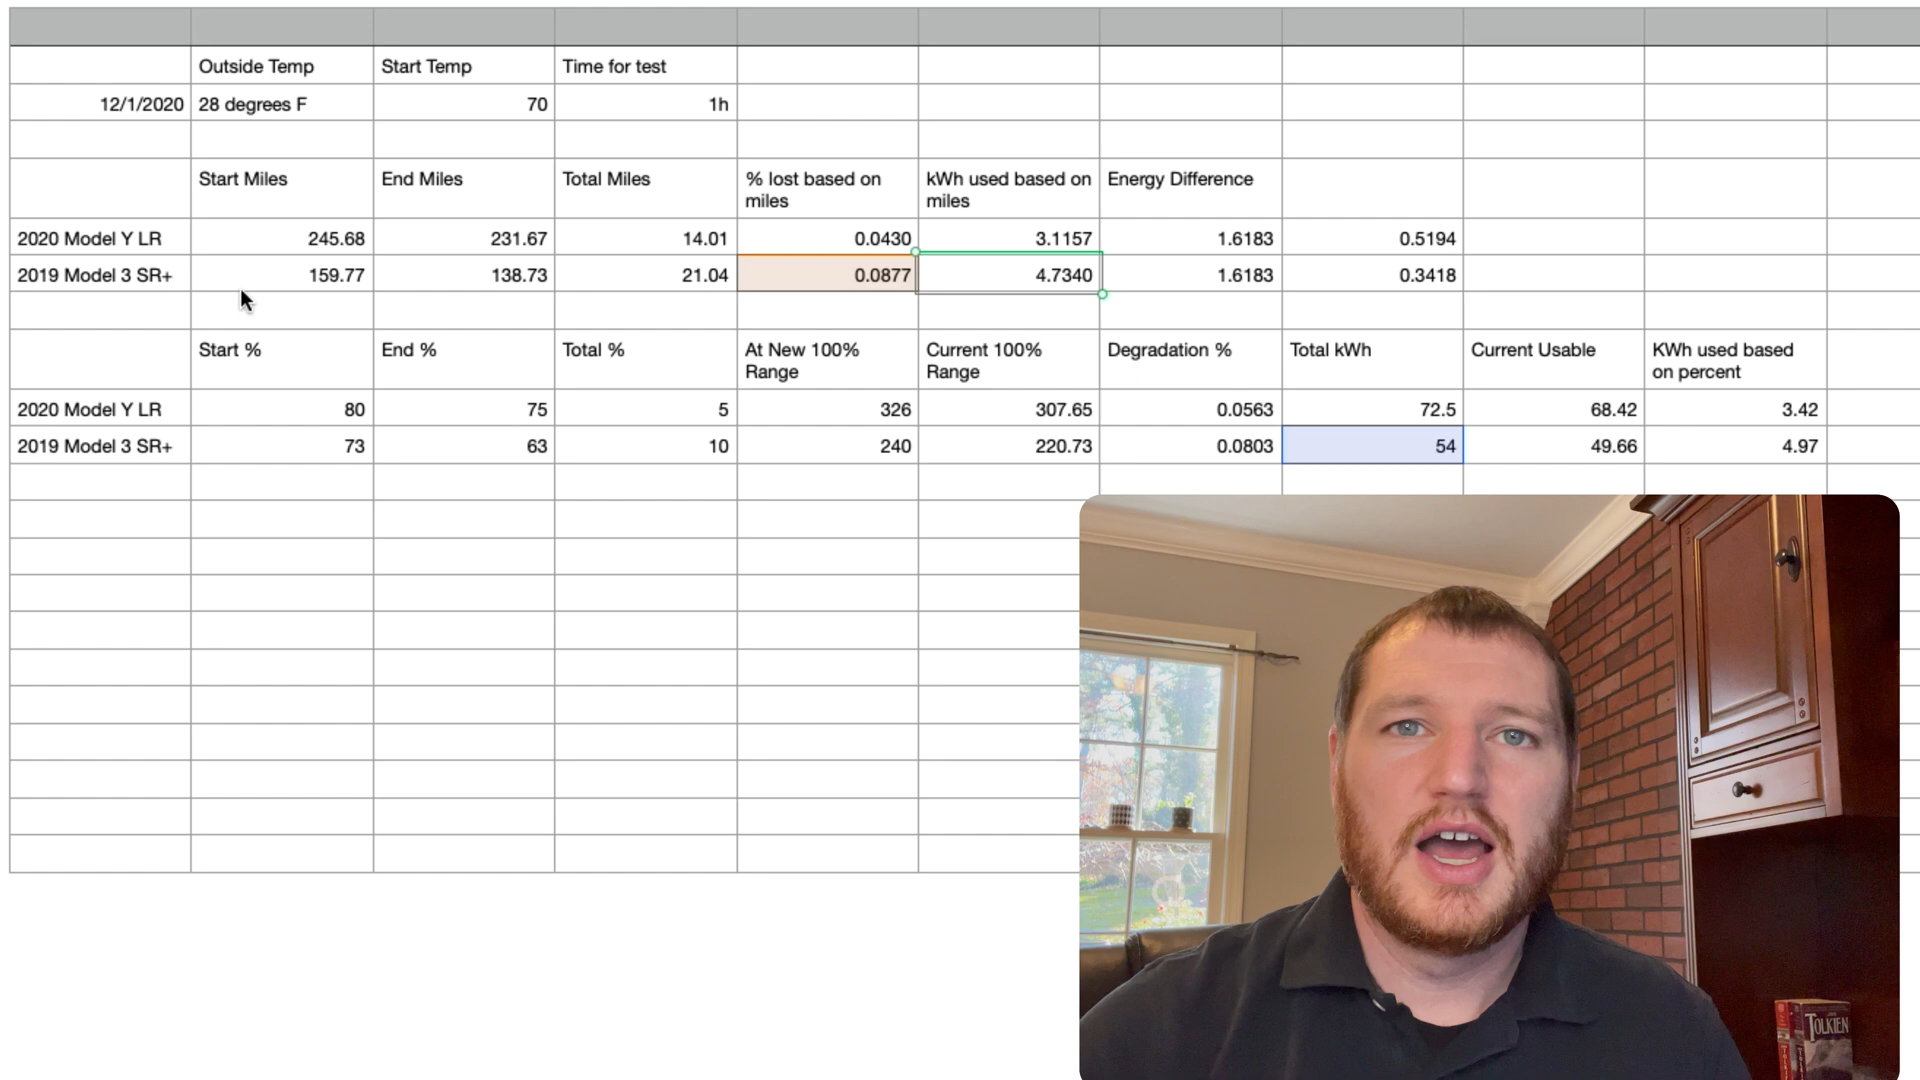 Outside Temp Start Temp Time for test
12/1/2020 28 degrees F 70 1h
Start Miles End Miles Total Miles % lost based on miles kWh used based on miles Energy Difference
2020 Model Y LR 245.68 231.67 14.01 0.0430 3.1157 1.6183 0.5194
2019 Model 3 SR+ 159.77 138.73 21.04 0.0877 4.7340 1.6183 0.3418
Start % End % Total % At New 100% Range Current 100% Range Degradation % Total kWh Current Usable KWh used based on percent
2020 Model Y LR 80 75 5 326 307.65 0.0563 72.5 68.42 3.42
2019 Model 3 SR+ 73 63 10 240 220.73 0.0803 54 49.66 4.97
TOLKIEN